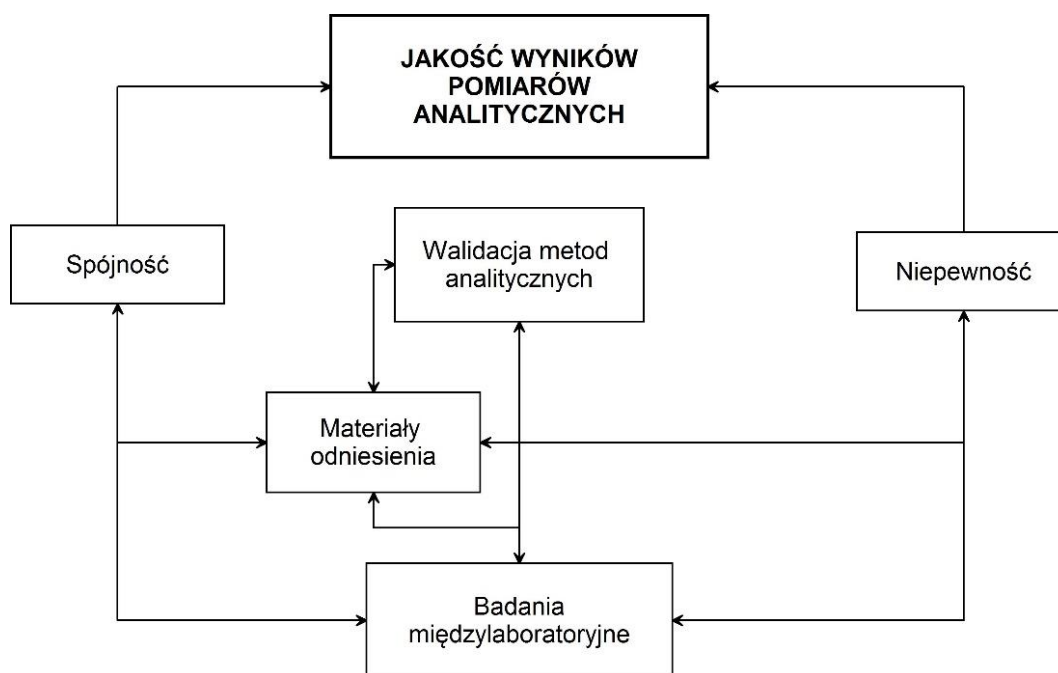 JAKOŚĆ WYNIKÓW
POMIARÓW
ANALITYCZNYCH
Spójność
Walidacja metod
analitycznych
Niepewność
Materiały
odniesienia
Badania
międzylaboratoryjne